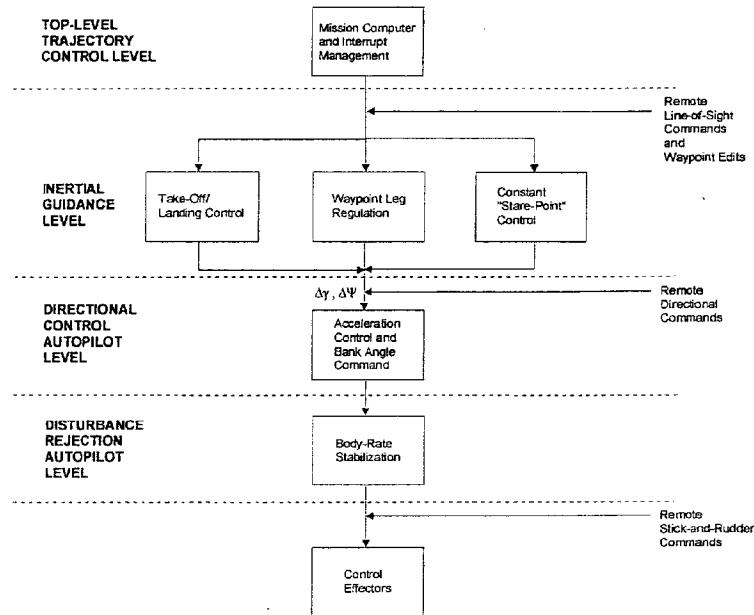 TOP-LEVEL
TRAJECTORY
CONTROL LEVEL
Mission Computer
and Interrupt
Management
Remote
Line-of-Sight
Commands
and
Waypoint Edits
INERTIAL
GUIDANCE
LEVEL
Take-Off/
Landing Control
Waypoint Leg
Regulation
Constant
"Stare-Point"
Control
Δγ, ΔΨ
Remote
Directional
Commands
DIRECTIONAL
CONTROL
AUTOPILOT
LEVEL
Acceleration
Control and
Bank Angle
Command
DISTURBANCE
REJECTION
AUTOPILOT
LEVEL
Body-Rate
Stabilization
Remote
Stick-and-Rudder
Commands
Control
Effectors